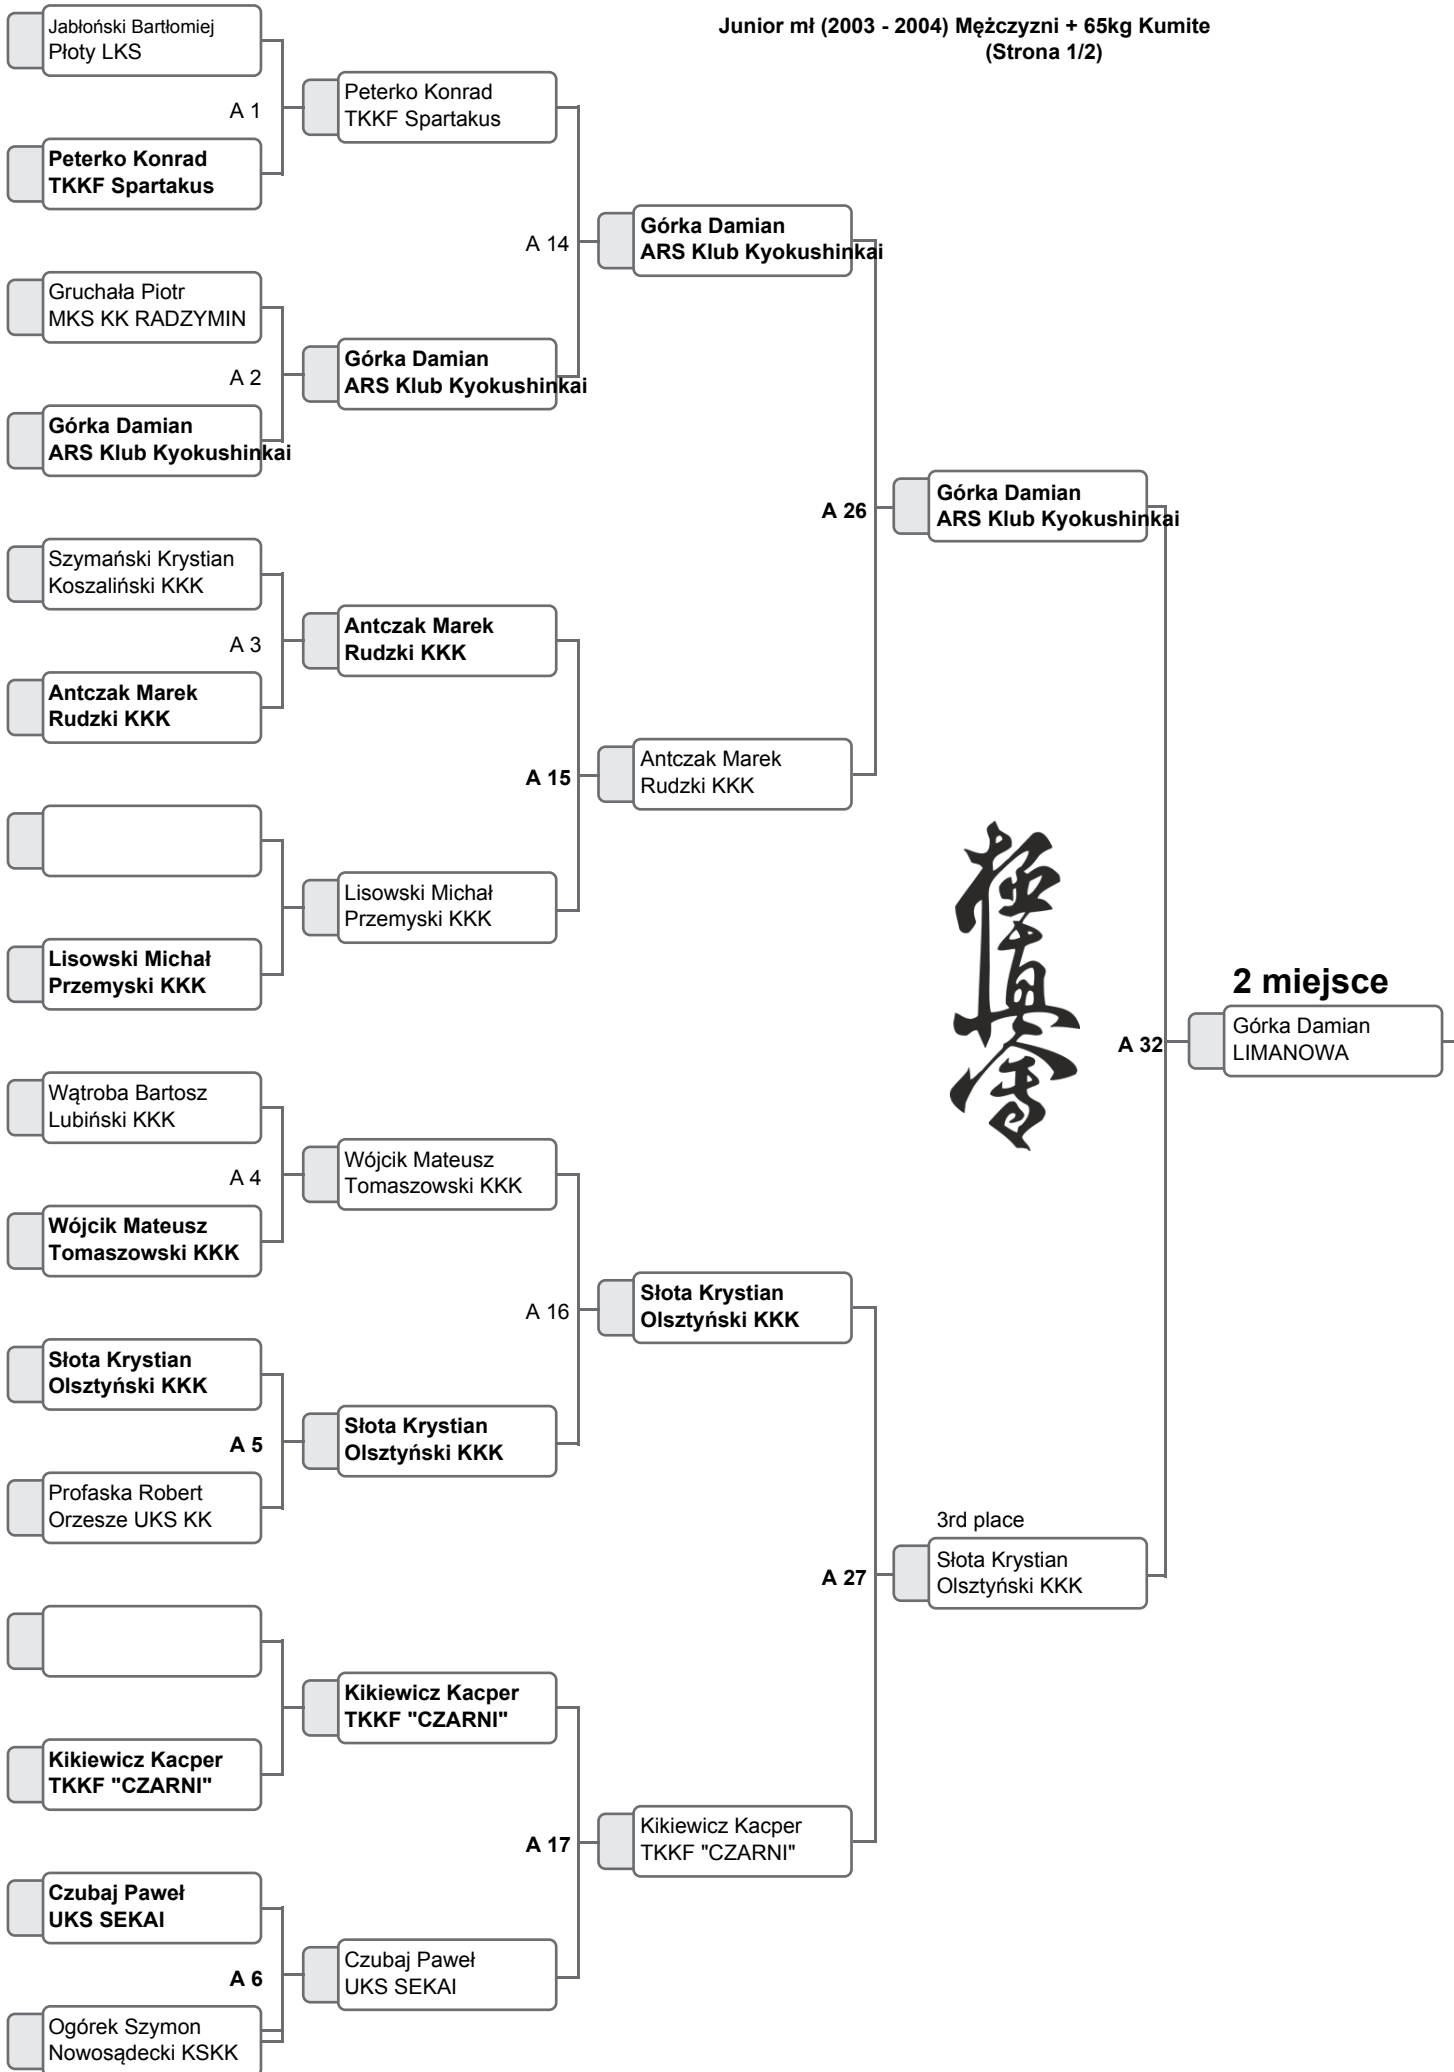 Junior mł (2003 - 2004) Mężczyzni + 65kg Kumite
(Strona 1/2)
Jabłoński Bartłomiej
Płoty LKS
A 1
Peterko Konrad
TKKF Spartakus
Peterko Konrad
TKKF Spartakus
A 14
Górka Damian
ARS Klub Kyokushinkai
Gruchała Piotr
MKS KK RADZYMIN
A 2
Górka Damian
ARS Klub Kyokushinkai
Górka Damian
ARS Klub Kyokushinkai
A 26
Górka Damian
ARS Klub Kyokushinkai
Szymański Krystian
Koszaliński KKK
A 3
Antczak Marek
Rudzki KKK
Antczak Marek
Rudzki KKK
A 15
Antczak Marek
Rudzki KKK
Lisowski Michał
Przemyski KKK
Lisowski Michał
Przemyski KKK
極真会
A 32
2 miejsce
Górka Damian
LIMANOWA
Wątroba Bartosz
Lubiński KKK
A 4
Wójcik Mateusz
Tomaszowski KKK
Wójcik Mateusz
Tomaszowski KKK
A 16
Słota Krystian
Olsztyński KKK
Słota Krystian
Olsztyński KKK
A 5
Słota Krystian
Olsztyński KKK
Profaska Robert
Orzesze UKS KK
A 27
3rd place
Słota Krystian
Olsztyński KKK
Kikiewicz Kacper
TKKF "CZARNI"
Kikiewicz Kacper
TKKF "CZARNI"
A 17
Kikiewicz Kacper
TKKF "CZARNI"
Czubaj Paweł
UKS SEKAI
A 6
Czubaj Paweł
UKS SEKAI
Ogórek Szymon
Nowosądecki KSKK